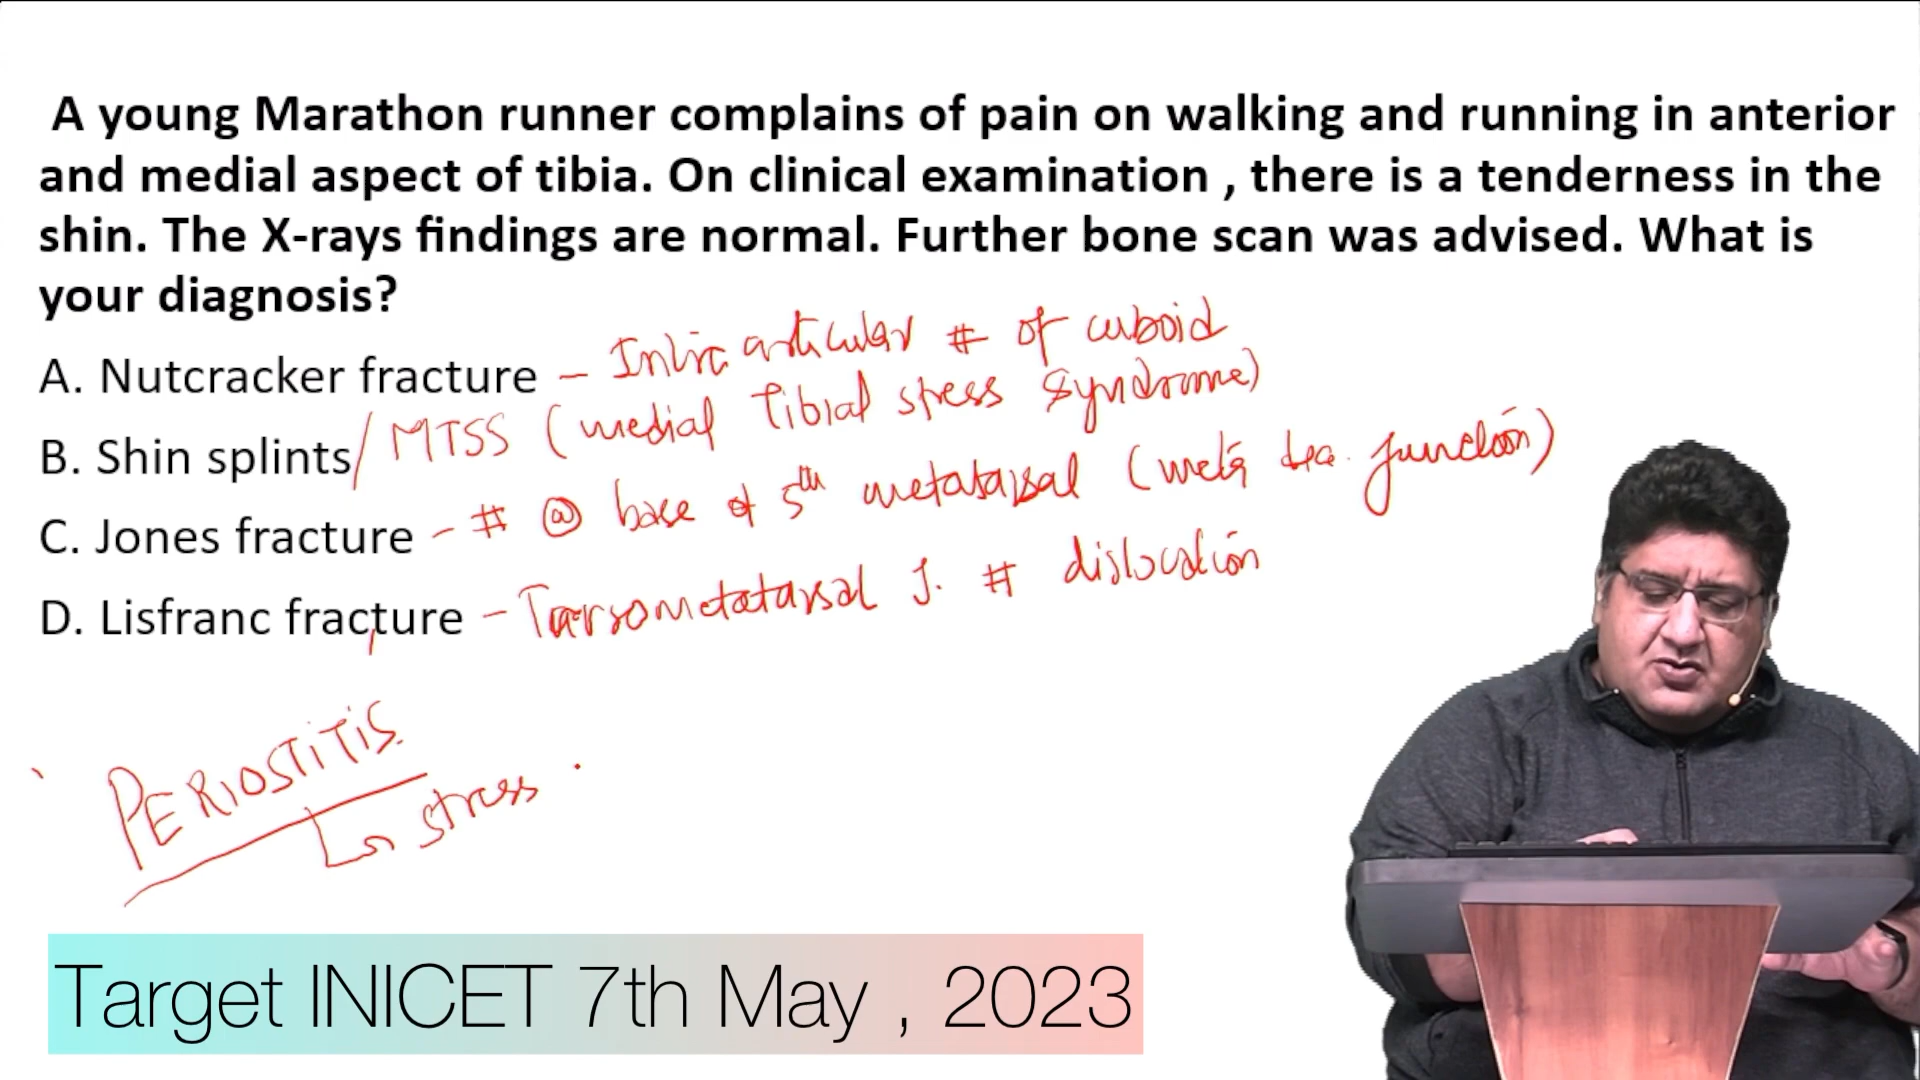 A young Marathon runner complains of pain on walking and running in anterior
and medial aspect of tibia. On clinical examination , there is a tenderness in the
shin. The X-rays findings are normal. Further bone scan was advised. What is
your diagnosis?
A. Nutcracker fracture – Intra articular # of cuboid
B. Shin splints / MTSS (medial Tibial stress syndrome)
C. Jones fracture – # @ base of 5th metatarsal (meta dia. junction)
D. Lisfranc fracture – Tarsometatarsal J. # dislocation
PERIOSTITIS
stress
Target INICET 7th May , 2023